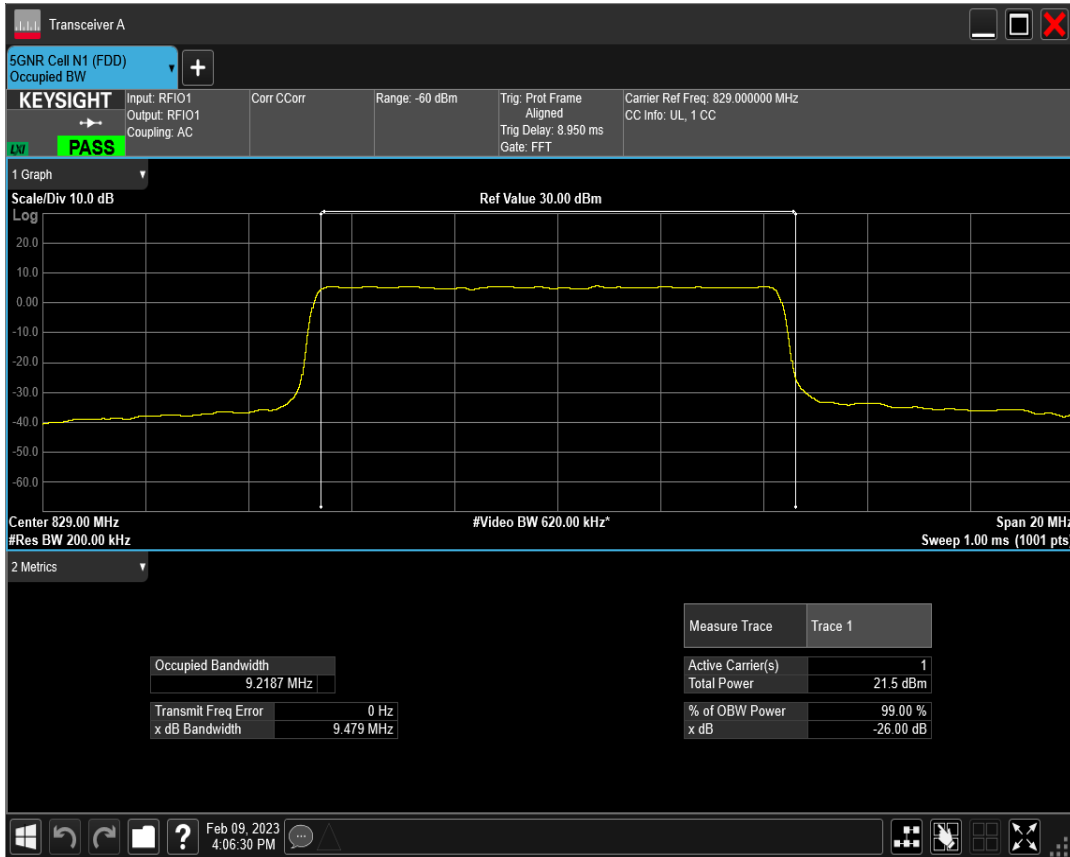 Transceiver A
5GNR Cell N1 (FDD)
Occupied BW
+
KEYSIGHT
LXI
PASS
Input: RFIO1
Output: RFIO1
Coupling: AC
Corr CCorr
Range: -60 dBm
Trig: Prot Frame
Aligned
Trig Delay: 8.950 ms
Gate: FFT
Carrier Ref Freq: 829.000000 MHz
CC Info: UL, 1 CC
1 Graph
Scale/Div 10.0 dB
Ref Value 30.00 dBm
Log
20.0
10.0
0.00
-10.0
-20.0
-30.0
-40.0
-50.0
-60.0
Center 829.00 MHz
#Video BW 620.00 kHz*
Span 20 MHz
#Res BW 200.00 kHz
Sweep 1.00 ms (1001 pts)
2 Metrics
Measure Trace Trace 1
Occupied Bandwidth
9.2187 MHz
Active Carrier(s) 1
Total Power 21.5 dBm
Transmit Freq Error 0 Hz
x dB Bandwidth 9.479 MHz
% of OBW Power 99.00 %
x dB -26.00 dB
?
Feb 09, 2023
4:06:30 PM